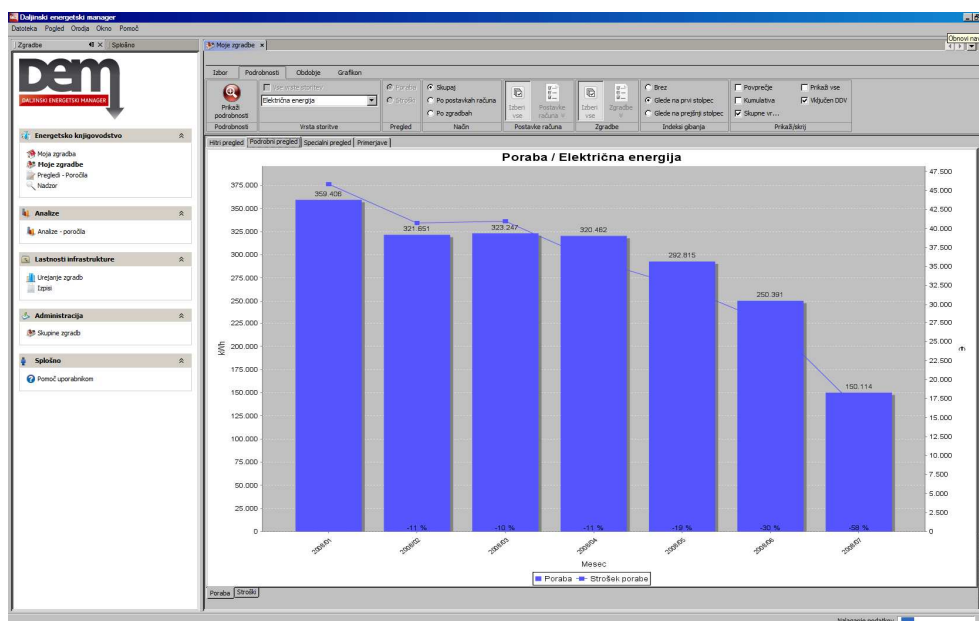 Daljinski energetski manager
Datoteka Pogled Orodja Okno Pomoč
Zgradbe Splošno
Moje zgradbe
Obnovi nav
DEM
DALJINSKI ENERGETSKI MANAGER
Energetsko knjigovodstvo
Moja zgradba
Moje zgradbe
Pregledi - Poročila
Nadzor
Analize
Analize - poročila
Lastnosti infrastrukture
Urejanje zgradb
Izpisi
Administracija
Skupine zgradb
Splošno
Pomoč uporabnikom
Izbor Podrobnosti Obdobje Grafikon
Prikaži podrobnosti
Podrobnosti
Vse vrste storitev
Električna energija
Vrsta storitve
Poraba
Stroški
Pregled
Skupaj
Po postavkah računa
Po zgradbah
Način
Izberi vse
Postavke računa
Postavke računa
Izberi vse
Zgradbe
Zgradbe
Brez
Glede na prvi stolpec
Glede na prejšnji stolpec
Indeksi gibanja
Povprečje
Kumulativa
Skupne vr...
Prikaži vse
Vključen DDV
Prikaži/skrij
Hitri pregled Podrobni pregled Specialni pregled Primerjave
Poraba / Električna energija
375.000
350.000
325.000
300.000
275.000
250.000
225.000
200.000
175.000
150.000
125.000
100.000
75.000
50.000
25.000
0
kWh
359.406
321.651
323.247
320.462
292.815
250.391
150.114
-11 %
-10 %
-11 %
-19 %
-30 %
-58 %
47.500
45.000
42.500
40.000
37.500
35.000
32.500
30.000
27.500
25.000
22.500
20.000
17.500
15.000
12.500
10.000
7.500
5.000
2.500
0
€
2008/01
2008/02
2008/03
2008/04
2008/05
2008/06
2008/07
Mesec
Poraba Strošek porabe
Poraba Stroški
Nalaganje podatkov